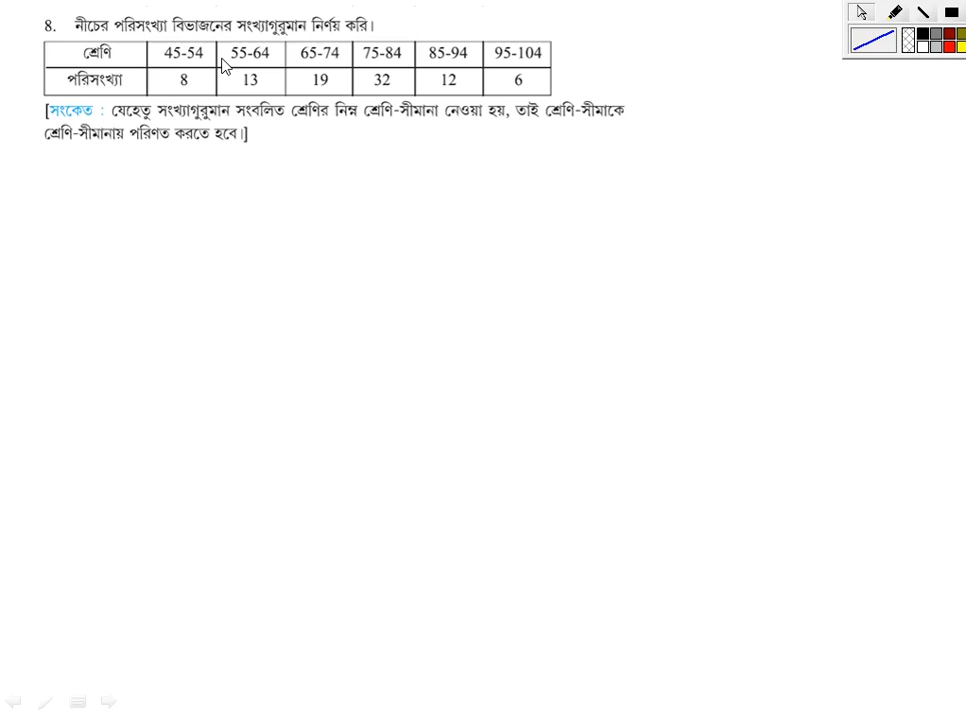 8. নীচের পরিসংখ্যা বিভাজনের সংখ্যাগুরুমান নির্ণয় করি।
শ্রেণি 45-54 55-64 65-74 75-84 85-94 95-104
পরিসংখ্যা 8 13 19 32 12 6
[সংকেত : যেহেতু সংখ্যাগুরুমান সংবলিত শ্রেণির নিম্ন শ্রেণি-সীমানা নেওয়া হয়, তাই শ্রেণি-সীমাকে
শ্রেণি-সীমানায় পরিণত করতে হবে।]